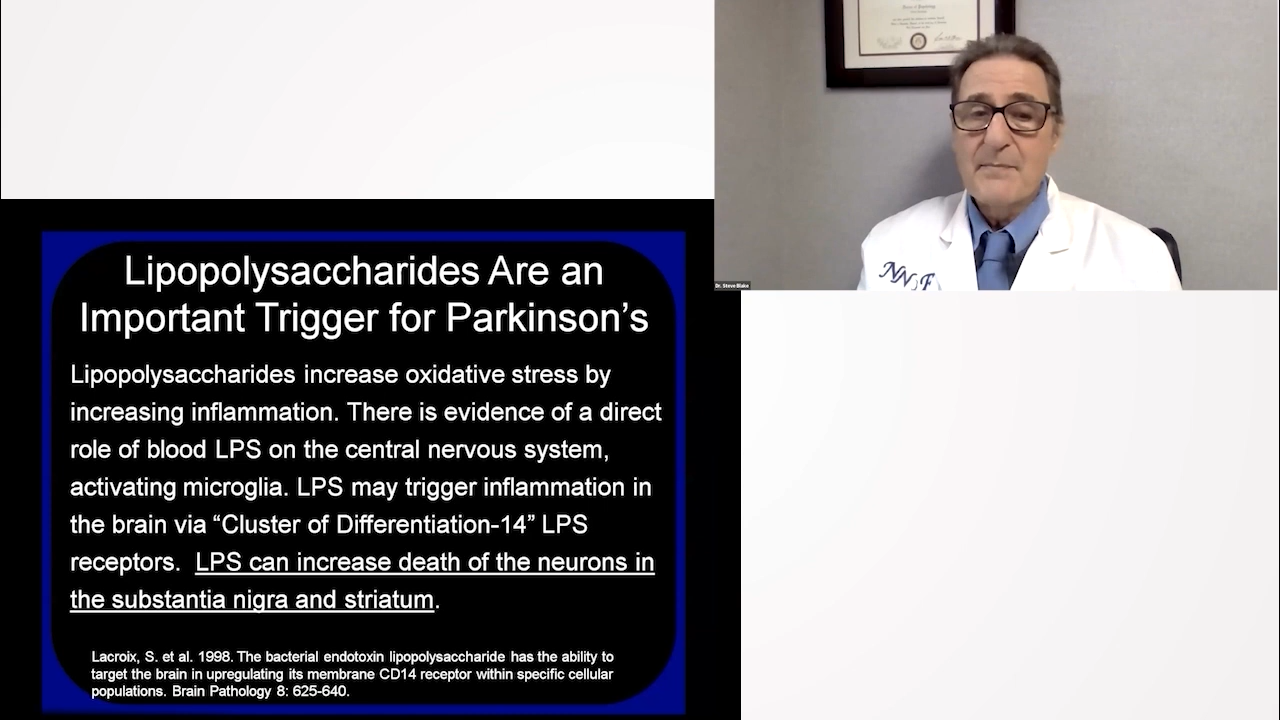 Lipopolysaccharides Are an
Important Trigger for Parkinson’s
Lipopolysaccharides increase oxidative stress by
increasing inflammation. There is evidence of a direct
role of blood LPS on the central nervous system,
activating microglia. LPS may trigger inflammation in
the brain via “Cluster of Differentiation-14” LPS
receptors. LPS can increase death of the neurons in
the substantia nigra and striatum.
Lacroix, S. et al. 1998. The bacterial endotoxin lipopolysaccharide has the ability to
target the brain in upregulating its membrane CD14 receptor within specific cellular
populations. Brain Pathology 8: 625-640.
Dr. Steve Blake